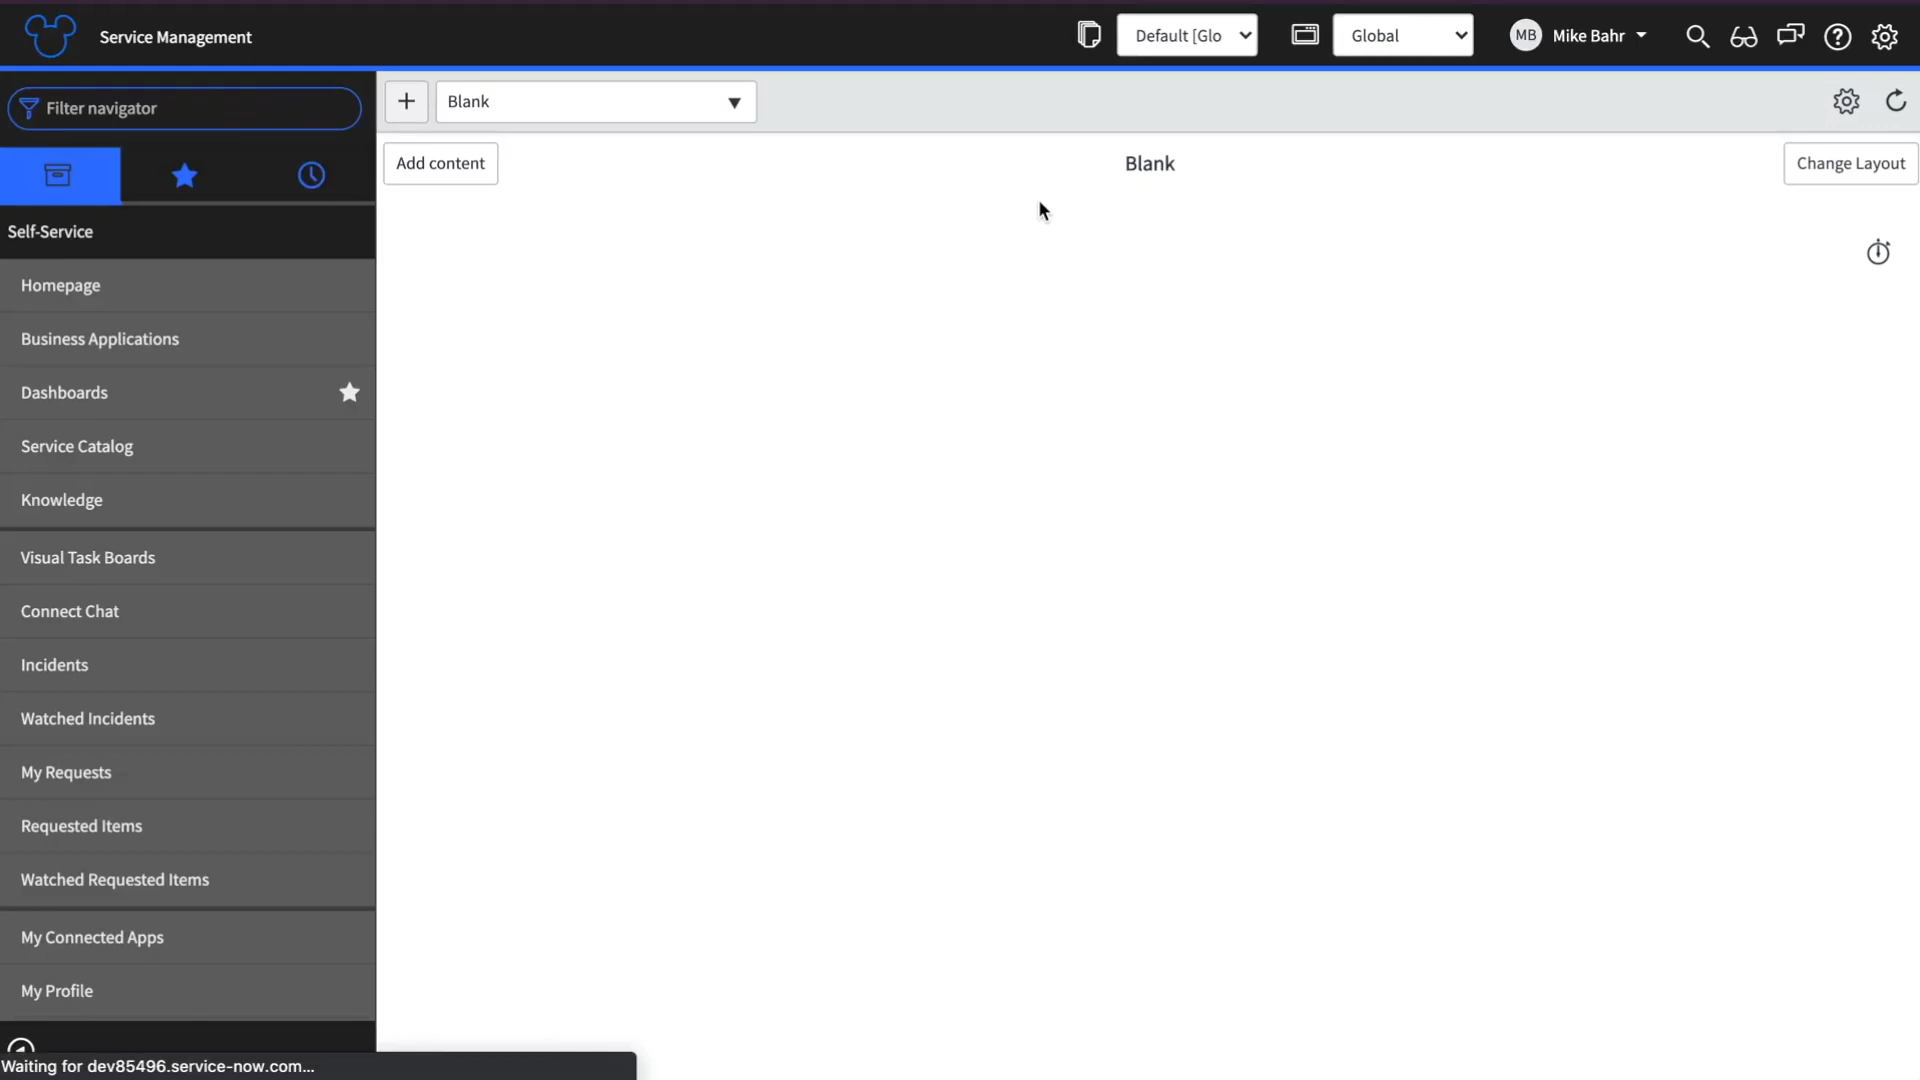 Service Management
Default [Glo
Global
MB
Mike Bahr
Filter navigator
Blank
Add content
Blank
Change Layout
Self-Service
Homepage
Business Applications
Dashboards
Service Catalog
Knowledge
Visual Task Boards
Connect Chat
Incidents
Watched Incidents
My Requests
Requested Items
Watched Requested Items
My Connected Apps
My Profile
Waiting for dev85496.service-now.com...